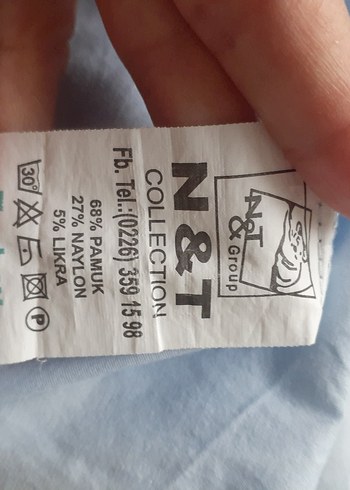 N&T
Group
N&T
COLLECTION
Fb. Tel.:(0226) 359 15 98
68% PAMUK
27% NAYLON
5% LIKRA
30°
P